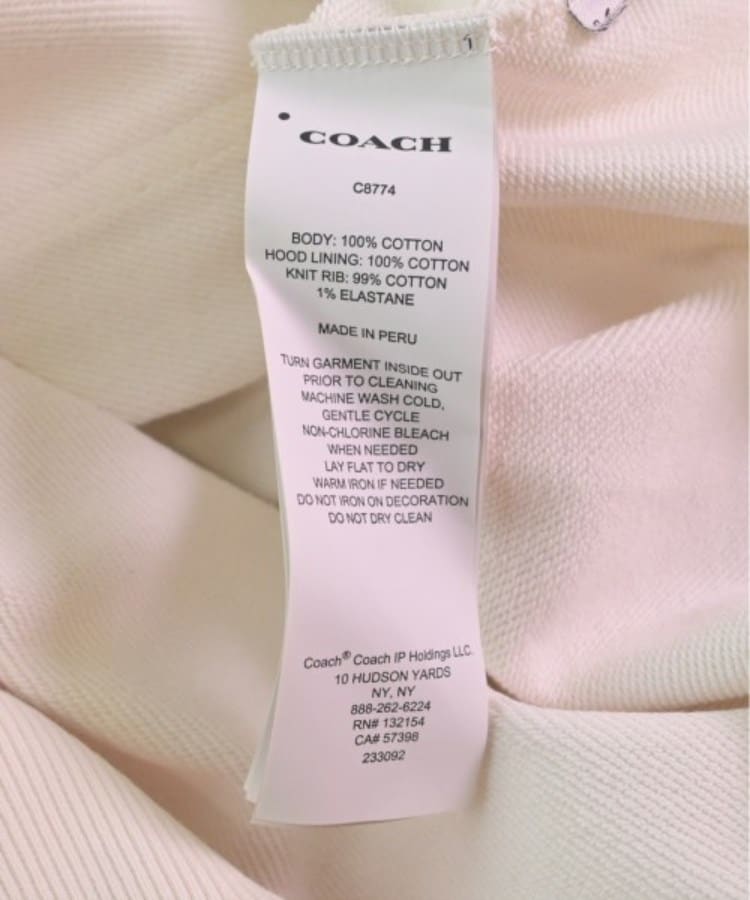 COACH
C8774
BODY: 100% COTTON
HOOD LINING: 100% COTTON
KNIT RIB: 99% COTTON
1% ELASTANE
MADE IN PERU
TURN GARMENT INSIDE OUT
PRIOR TO CLEANING
MACHINE WASH COLD,
GENTLE CYCLE
NON-CHLORINE BLEACH
WHEN NEEDED
LAY FLAT TO DRY
WARM IRON IF NEEDED
DO NOT IRON ON DECORATION
DO NOT DRY CLEAN
Coach® Coach IP Holdings LLC.
10 HUDSON YARDS
NY, NY
888-262-6224
RN# 132154
CA# 57398
233092